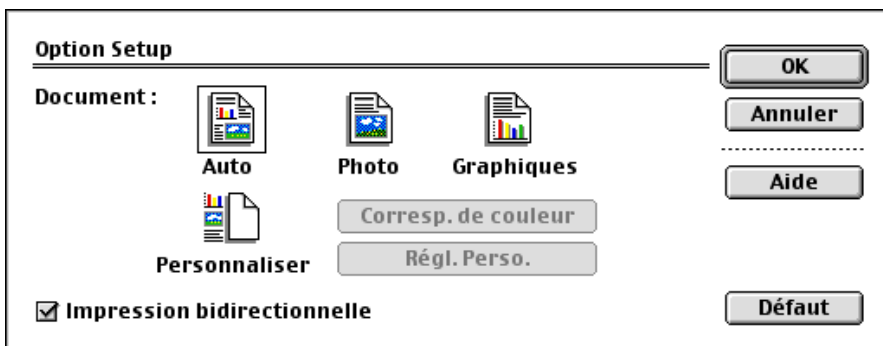 Option Setup
OK
Document :
Annuler
Auto
Photo
Graphiques
Aide
Corresp. de couleur
Régl. Perso.
Personnaliser
Impression bidirectionnelle
Défaut